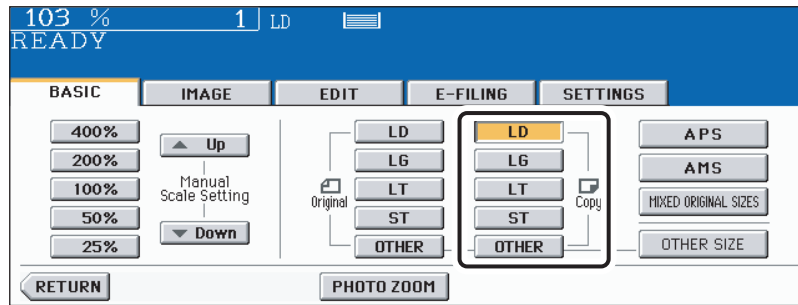 103 % 1 LD
READY
BASIC IMAGE EDIT E-FILING SETTINGS
400% Up LD LD APS
200% LG LG AMS
100% Manual Scale Setting Original LT LT Copy MIXED ORIGINAL SIZES
50% ST ST
25% Down OTHER OTHER OTHER SIZE
RETURN PHOTO ZOOM